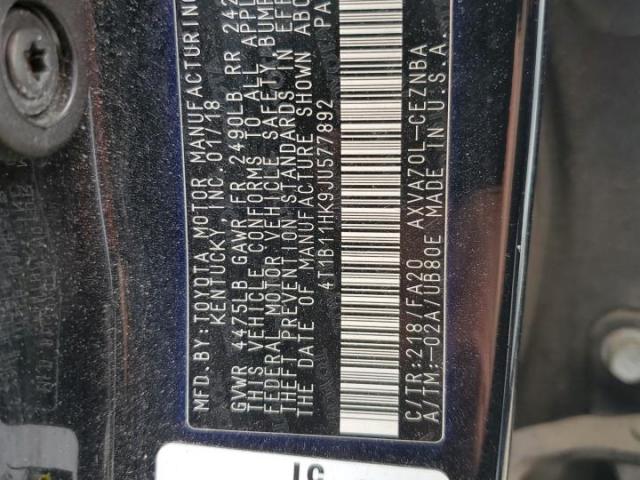 MFD. BY: TOYOTA MOTOR MANUFACTURING
KENTUCKY, INC. 01/18
GVWR 4475LB GAWR FR 2490LB RR 242
THIS VEHICLE CONFORMS TO ALL APPL
FEDERAL MOTOR VEHICLE SAFETY, BUMP
THEFT PREVENTION STANDARDS IN EFF
THE DATE OF MANUFACTURE SHOWN ABO
4T1B11HK9JU577892 PA
C/TR:218/FA20 AXVA70L-CEZNBA
A/TM:-02A/UB80E MADE IN U.S.A.